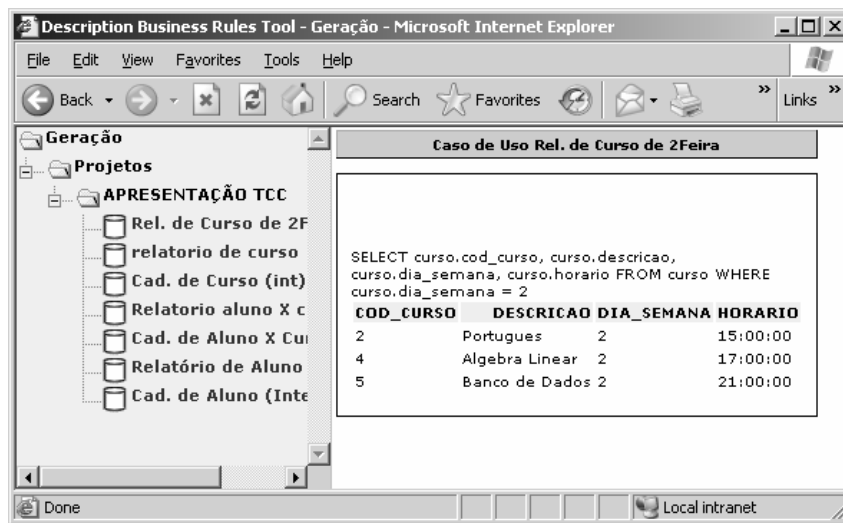 Description Business Rules Tool - Geração - Microsoft Internet Explorer
File Edit View Favorites Tools Help
Back Search Favorites » Links »
Geração
Projetos
APRESENTAÇÃO TCC
Rel. de Curso de 2F
relatorio de curso
Cad. de Curso (int)
Relatorio aluno X c
Cad. de Aluno X Cu
Relatório de Aluno
Cad. de Aluno (Inte
Caso de Uso Rel. de Curso de 2Feira
SELECT curso.cod_curso, curso.descricao,
curso.dia_semana, curso.horario FROM curso WHERE
curso.dia_semana = 2
COD_CURSO DESCRICAO DIA_SEMANA HORARIO
2 Portugues 2 15:00:00
4 Algebra Linear 2 17:00:00
5 Banco de Dados 2 21:00:00
Done Local intranet